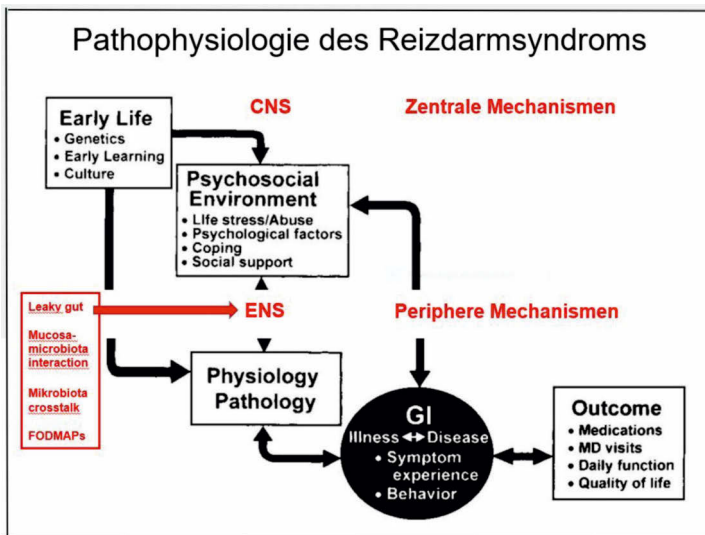 Pathophysiologie des Reizdarmsyndroms
CNS
Zentrale Mechanismen
Early Life
• Genetics
• Early Learning
• Culture
Psychosocial
Environment
• Life stress/Abuse
• Psychological factors
• Coping
• Social support
Leaky gut
Mucosa-
microbiota
interaction
Mikrobiota
crosstalk
FODMAPs
ENS
Periphere Mechanismen
Physiology
Pathology
GI
Illness ↔ Disease
• Symptom
experience
• Behavior
Outcome
• Medications
• MD visits
• Daily function
• Quality of life